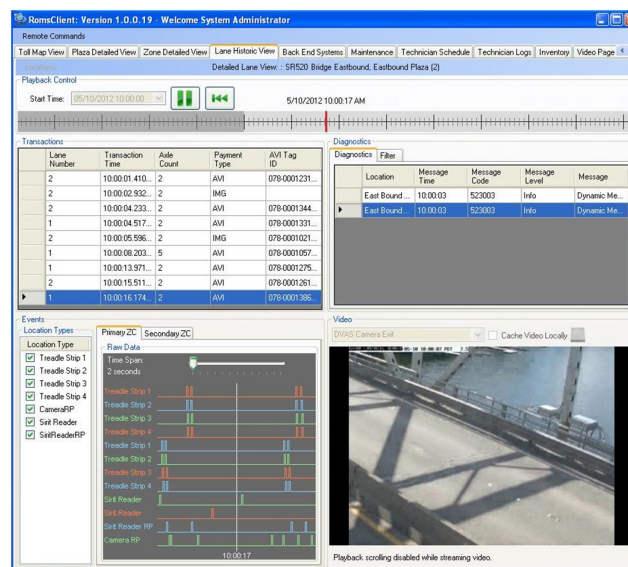 RomsClient: Version 1.0.0.19 - Welcome System Administrator
Remote Commands
Toll Map View Plaza Detailed View Zone Detailed View Lane Historic View Back End Systems Maintenance Technician Schedule Technician Logs Inventory Video Page
Locations Detailed Lane View: : SR520 Bridge Eastbound, Eastbound Plaza (2)
Playback Control
Start Time: 05/10/2012 10:00:00 5/10/2012 10:00:17 AM
Transactions
Lane Number Transaction Time Axle Count Payment Type AVI Tag ID
2 10:00:01.410... 2 AVI 078-0001231...
2 10:00:02.932... 2 IMG
2 10:00:04.233... 2 AVI 078-0001344...
1 10:00:04.517... 2 AVI 078-0001331...
2 10:00:05.596... 2 IMG 078-0001021...
1 10:00:08.203... 5 AVI 078-0001057...
1 10:00:13.971... 2 AVI 078-0001275...
2 10:00:15.511... 2 AVI 078-0001261...
1 10:00:16.174... 2 AVI 078-0001386...
Diagnostics
Diagnostics Filter
Location Message Time Message Code Message Level Message
East Bound ... 10:00:03 523003 Info Dynamic Me...
East Bound ... 10:00:03 523003 Info Dynamic Me...
Events
Location Types
Location Type
Treadle Strip 1
Treadle Strip 2
Treadle Strip 3
Treadle Strip 4
CameraRP
Sirit Reader
SiritReaderRP
Primary ZC Secondary ZC
Raw Data
Time Span:
2 seconds
Treadle Strip 1
Treadle Strip 2
Treadle Strip 3
Treadle Strip 4
Treadle Strip 1
Treadle Strip 2
Treadle Strip 3
Treadle Strip 4
Sirit Reader
Sirit Reader
Sirit Reader RP
Camera RP
10:00:17
Video
DVAS Camera Exit Cache Video Locally
Playback scrolling disabled while streaming video.